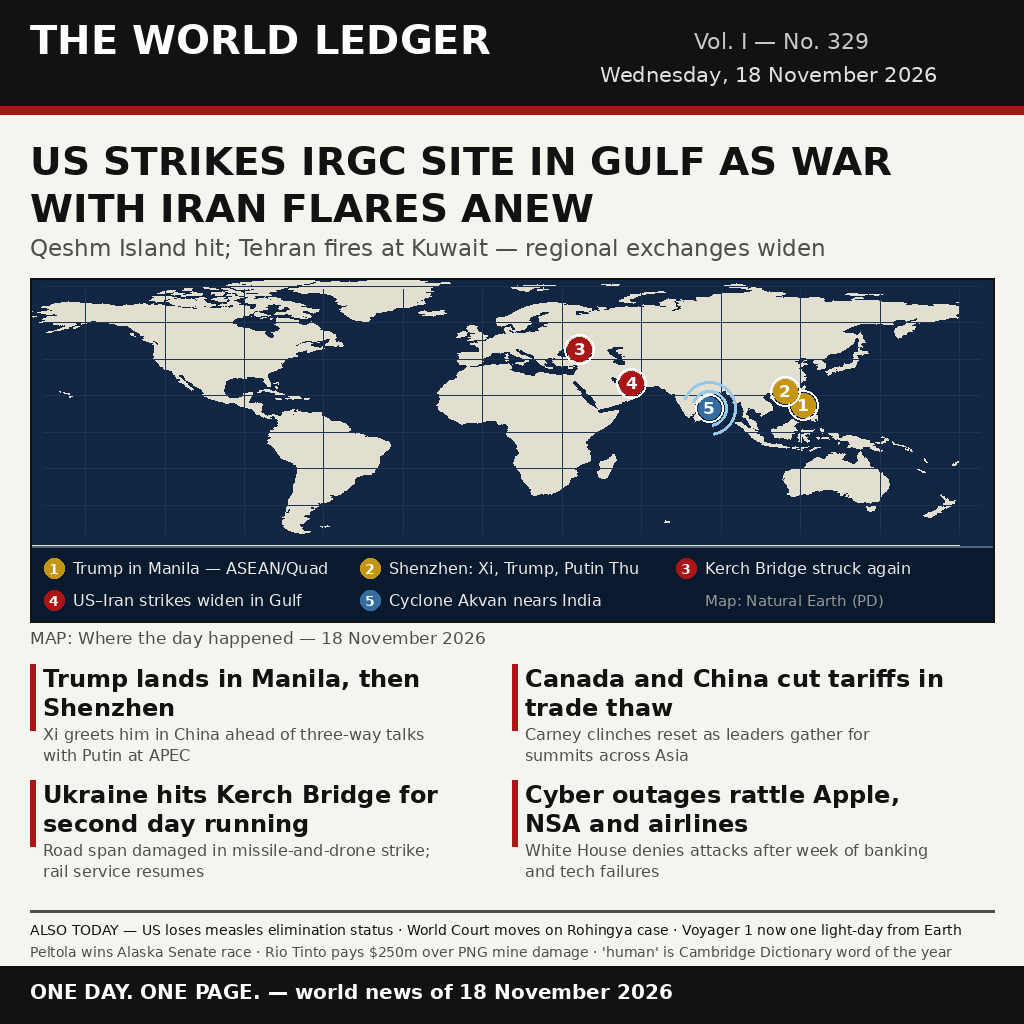 THE WORLD LEDGER
Vol. I — No. 329
Wednesday, 18 November 2026
US STRIKES IRGC SITE IN GULF AS WAR
WITH IRAN FLARES ANEW
Qeshm Island hit; Tehran fires at Kuwait — regional exchanges widen
3
4
2
1
5
1 Trump in Manila — ASEAN/Quad
2 Shenzhen: Xi, Trump, Putin Thu
3 Kerch Bridge struck again
4 US–Iran strikes widen in Gulf
5 Cyclone Akvan nears India
Map: Natural Earth (PD)
MAP: Where the day happened — 18 November 2026
Trump lands in Manila, then
Shenzhen
Xi greets him in China ahead of three-way talks
with Putin at APEC
Canada and China cut tariffs in
trade thaw
Carney clinches reset as leaders gather for
summits across Asia
Ukraine hits Kerch Bridge for
second day running
Road span damaged in missile-and-drone strike;
rail service resumes
Cyber outages rattle Apple,
NSA and airlines
White House denies attacks after week of banking
and tech failures
ALSO TODAY — US loses measles elimination status · World Court moves on Rohingya case · Voyager 1 now one light-day from Earth
Peltola wins Alaska Senate race · Rio Tinto pays $250m over PNG mine damage · 'human' is Cambridge Dictionary word of the year
ONE DAY. ONE PAGE. — world news of 18 November 2026